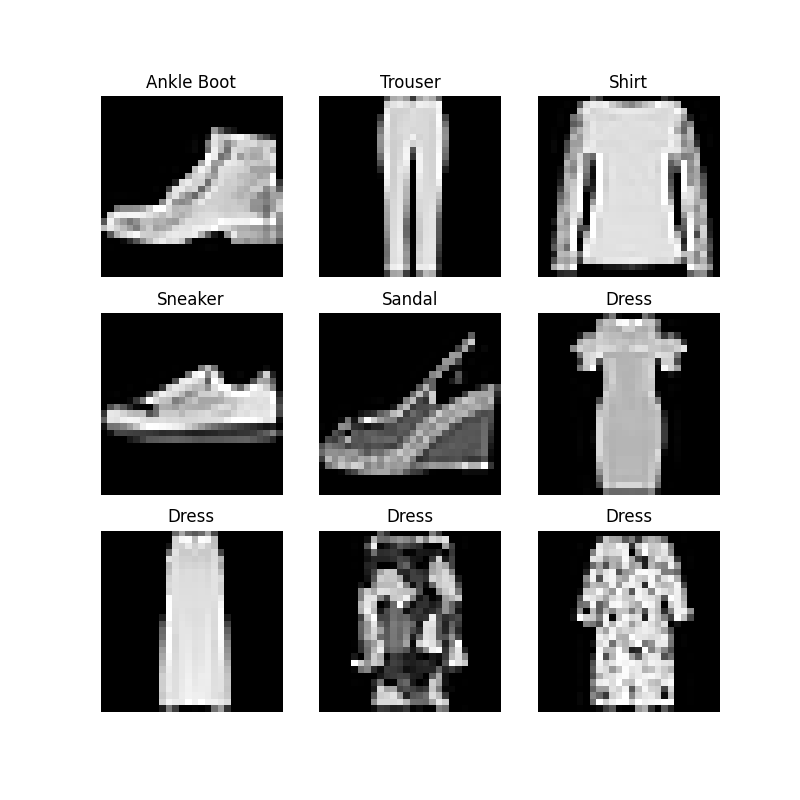 Ankle Boot
Trouser
Shirt
Sneaker
Sandal
Dress
Dress
Dress
Dress